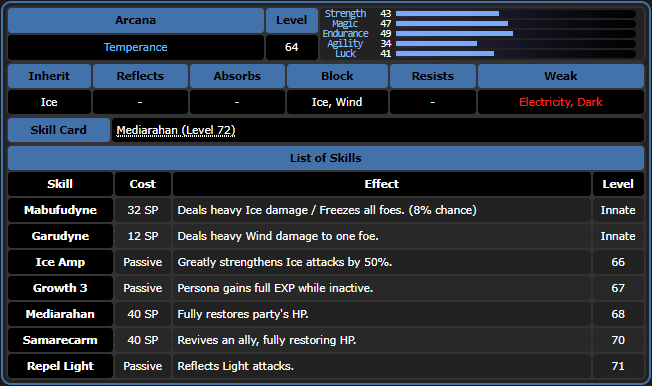 Arcana Level Strength 43
Magic 47
Temperance 64 Endurance 49
Agility 34
Luck 41
Inherit Reflects Absorbs Block Resists Weak
Ice - - Ice, Wind - Electricity, Dark
Skill Card Mediarahan (Level 72)
List of Skills
Skill Cost Effect Level
Mabufudyne 32 SP Deals heavy Ice damage / Freezes all foes. (8% chance) Innate
Garudyne 12 SP Deals heavy Wind damage to one foe. Innate
Ice Amp Passive Greatly strengthens Ice attacks by 50%. 66
Growth 3 Passive Persona gains full EXP while inactive. 67
Mediarahan 40 SP Fully restores party's HP. 68
Samarecarm 40 SP Revives an ally, fully restoring HP. 70
Repel Light Passive Reflects Light attacks. 71